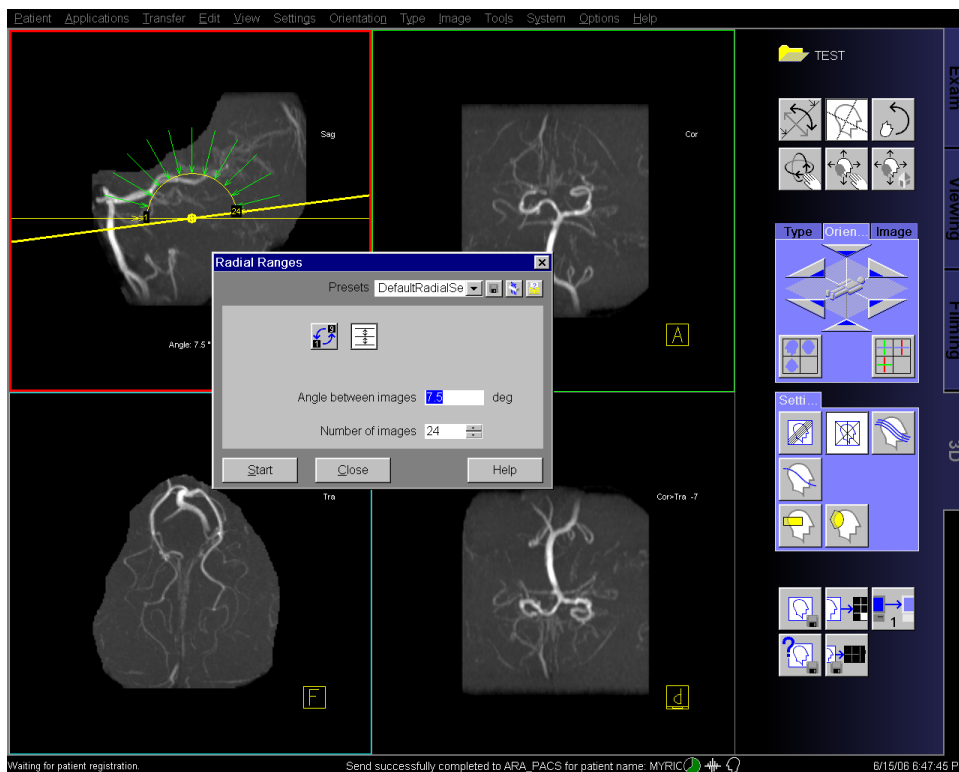 Patient Applications Transfer Edit View Settings Orientation Type Image Tools System Options Help
TEST
Exam
Viewing
Filming
3D
Sag
1
24
Angle: 7.5 °
Cor
A
Radial Ranges
Presets DefaultRadialSe
9
1
Angle between images 7.5 deg
Number of images 24
Start Close Help
Type Orien... Image
Setti...
Tra
F
Cor>Tra -7
1
?
Waiting for patient registration.
Send successfully completed to ARA_PACS for patient name: MYRIC
6/15/06 6:47:45 P